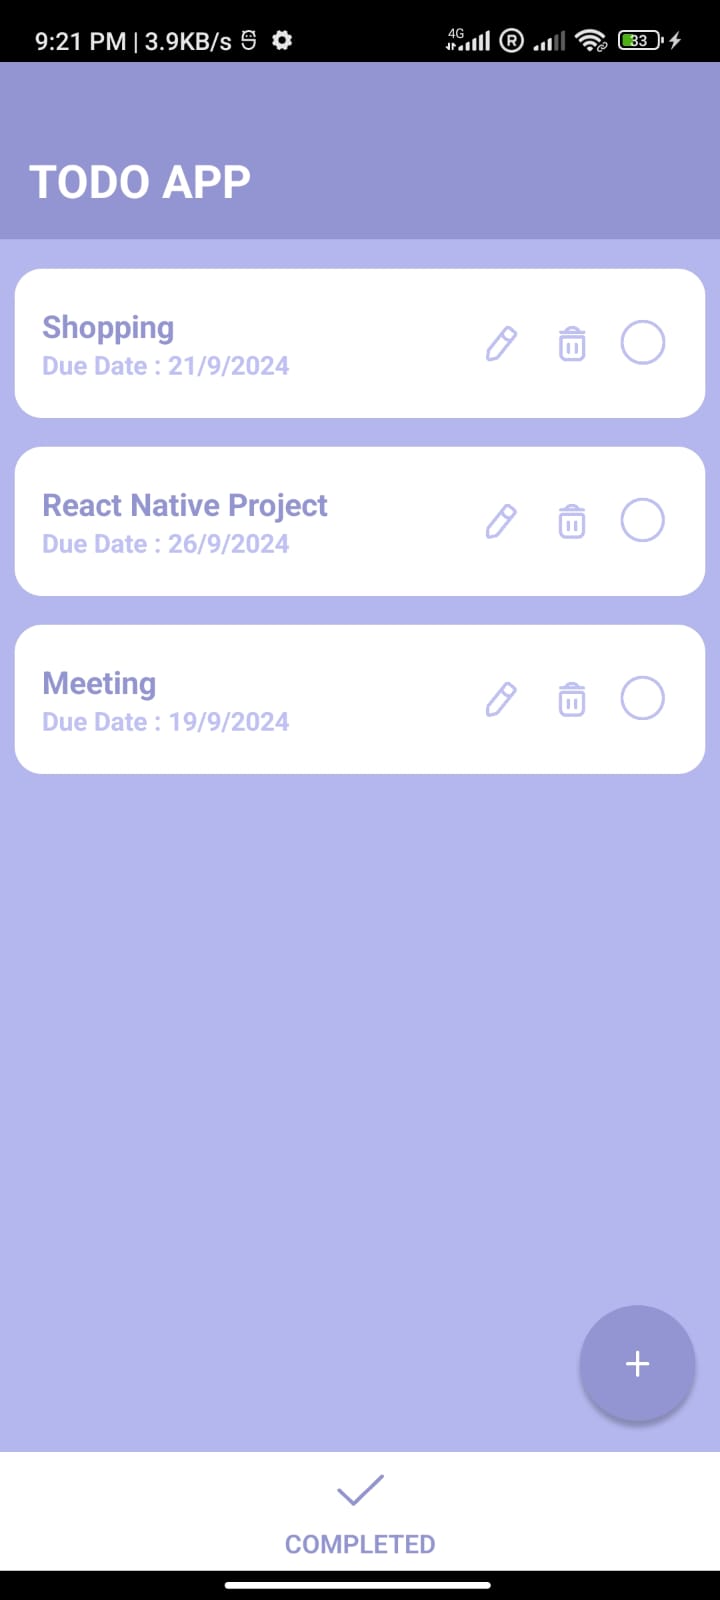 9:21 PM | 3.9KB/s 4G R 33
TODO APP
Shopping
Due Date : 21/9/2024
React Native Project
Due Date : 26/9/2024
Meeting
Due Date : 19/9/2024
+
COMPLETED